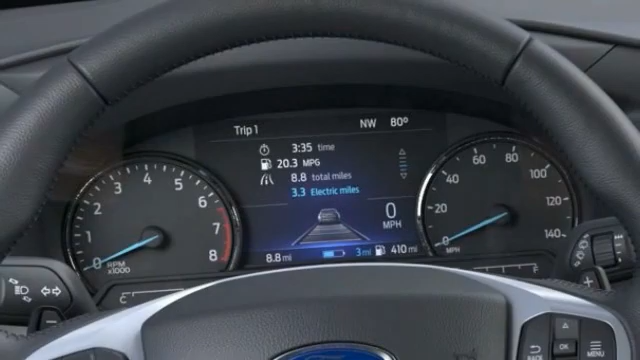 Trip 1 NW 80°
3:35 time
20.3 MPG
8.8 total miles
3.3 Electric miles
0
MPH
8.8 mi 3 mi 410 mi
0 1 2 3 4 5 6 7 8
RPM
x1000
0 20 40 60 80 100 120 140
MPH
F
OK
BACK
MENU